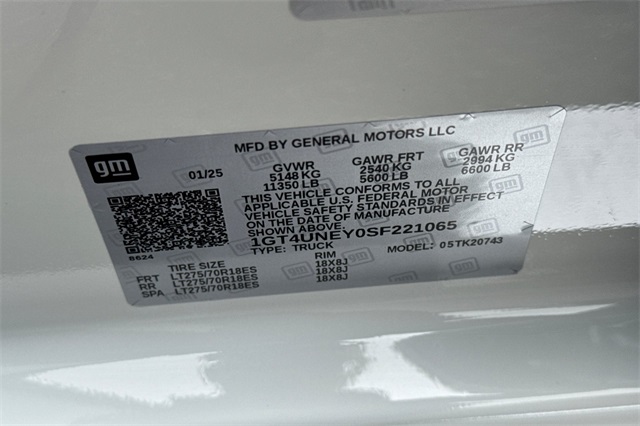 MFD BY GENERAL MOTORS LLC
gm
01/25
GVWR
5148 KG
11350 LB
GAWR FRT
2540 KG
5600 LB
GAWR RR
2994 KG
6600 LB
THIS VEHICLE CONFORMS TO ALL
APPLICABLE U.S. FEDERAL MOTOR
VEHICLE SAFETY STANDARDS IN EFFECT
ON THE DATE OF MANUFACTURE
SHOWN ABOVE.
1GT4UNEY0SF221065
TYPE: TRUCK
MODEL: 05TK20743
8624
TIRE SIZE RIM
FRT LT275/70R18ES 18X8J
RR LT275/70R18ES 18X8J
SPA LT275/70R18ES 18X8J